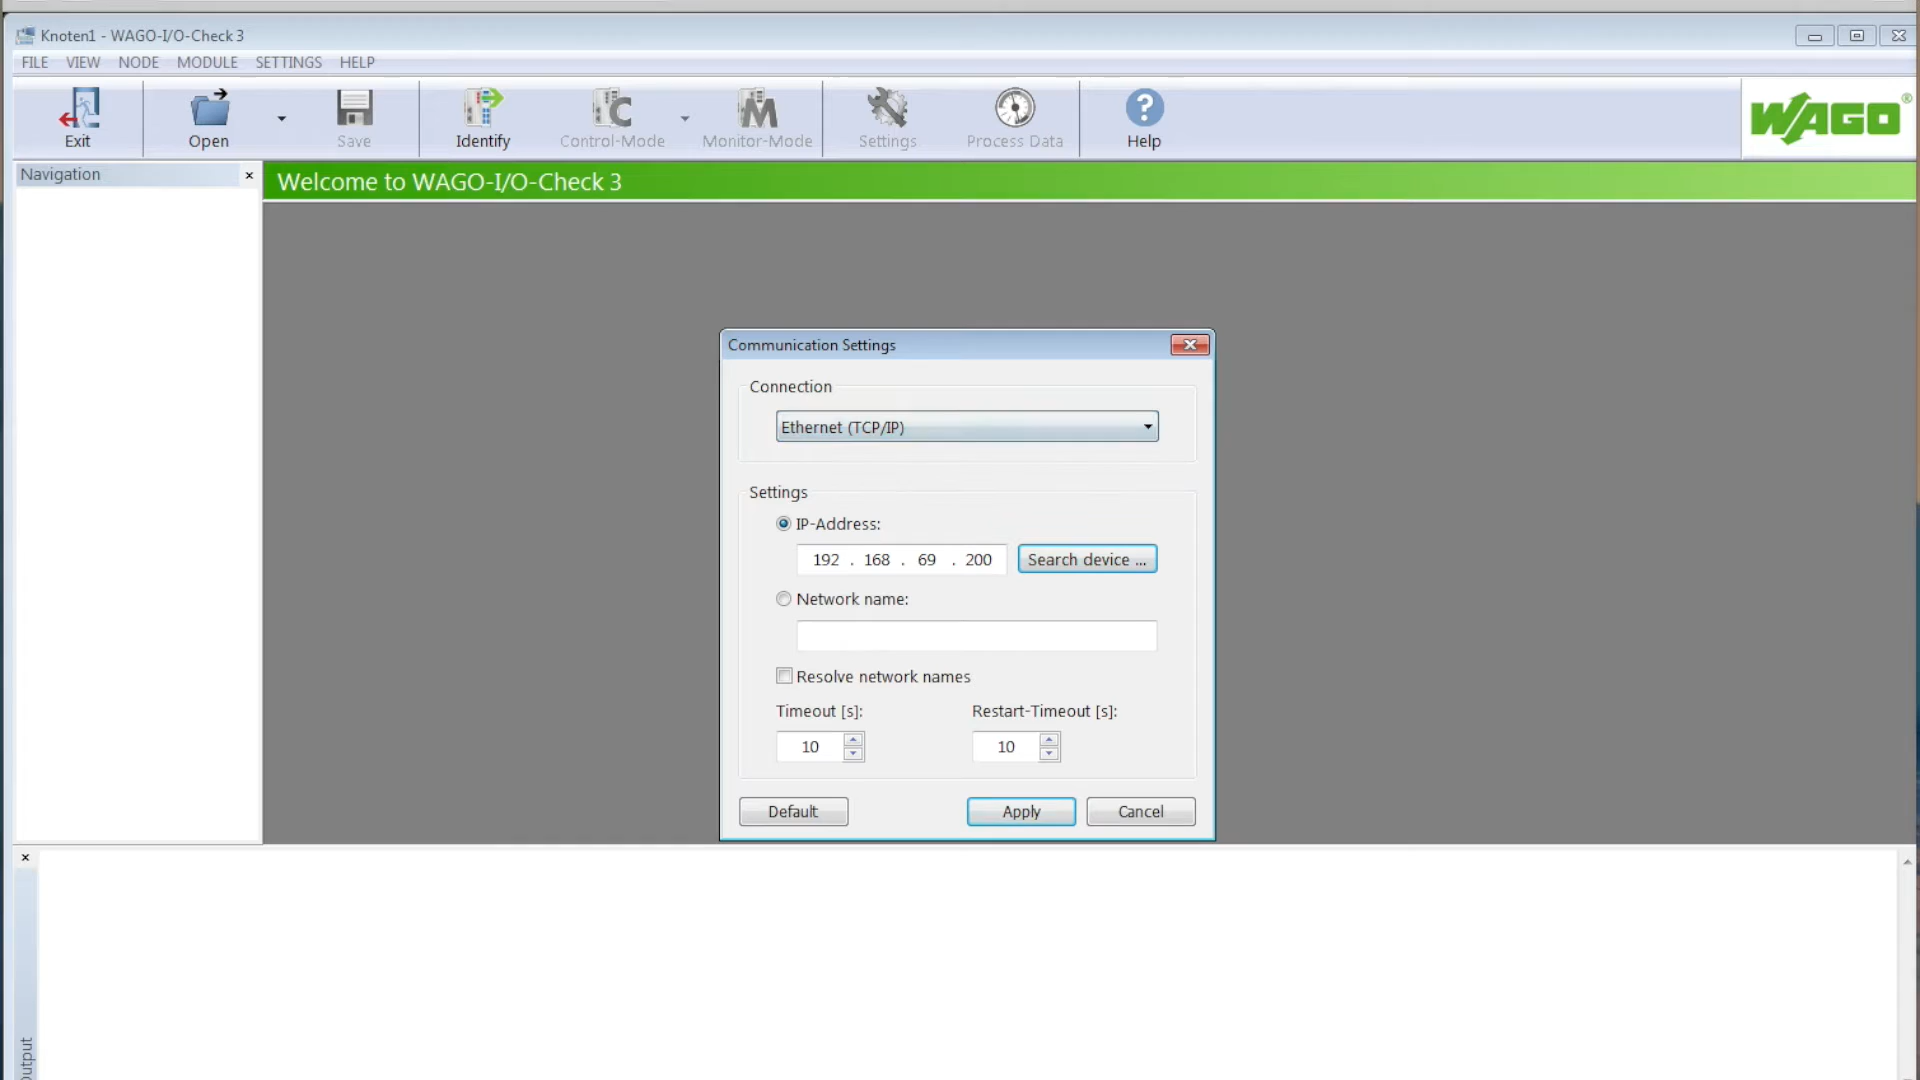 Knoten1 - WAGO-I/O-Check 3
FILE VIEW NODE MODULE SETTINGS HELP
Exit Open Save Identify Control-Mode Monitor-Mode Settings Process Data Help
WAGO®
Navigation
Welcome to WAGO-I/O-Check 3
Communication Settings
Connection
Ethernet (TCP/IP)
Settings
IP-Address:
192 . 168 . 69 . 200 Search device ...
Network name:
Resolve network names
Timeout [s]: Restart-Timeout [s]:
10 10
Default Apply Cancel